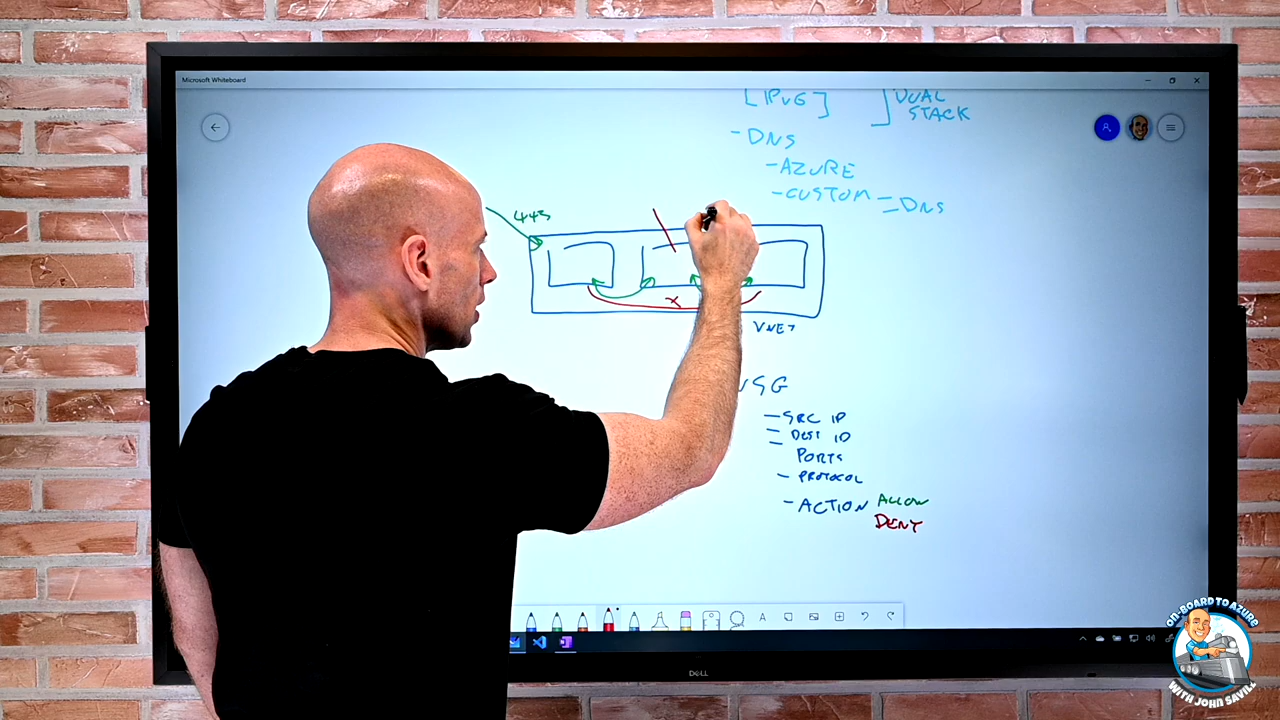 Microsoft Whiteboard
[IPV6]
] DUAL
STACK
-DNS
-AZURE
-CUSTOM =DNS
443
X
VNET
NSG
-SRC IP
- DEST IP
- PORTS
- PROTOCOL
- ACTION ALLOW
DENY
A
DELL
ON-BOARD TO AZURE
WITH JOHN SAVILL